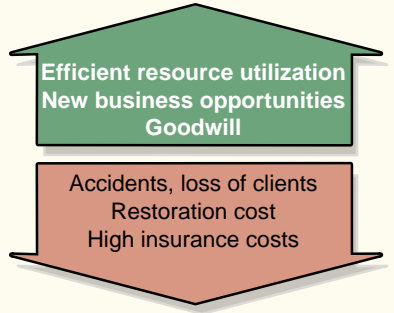 Efficient resource utilization
New business opportunities
Goodwill
Accidents, loss of clients
Restoration cost
High insurance costs